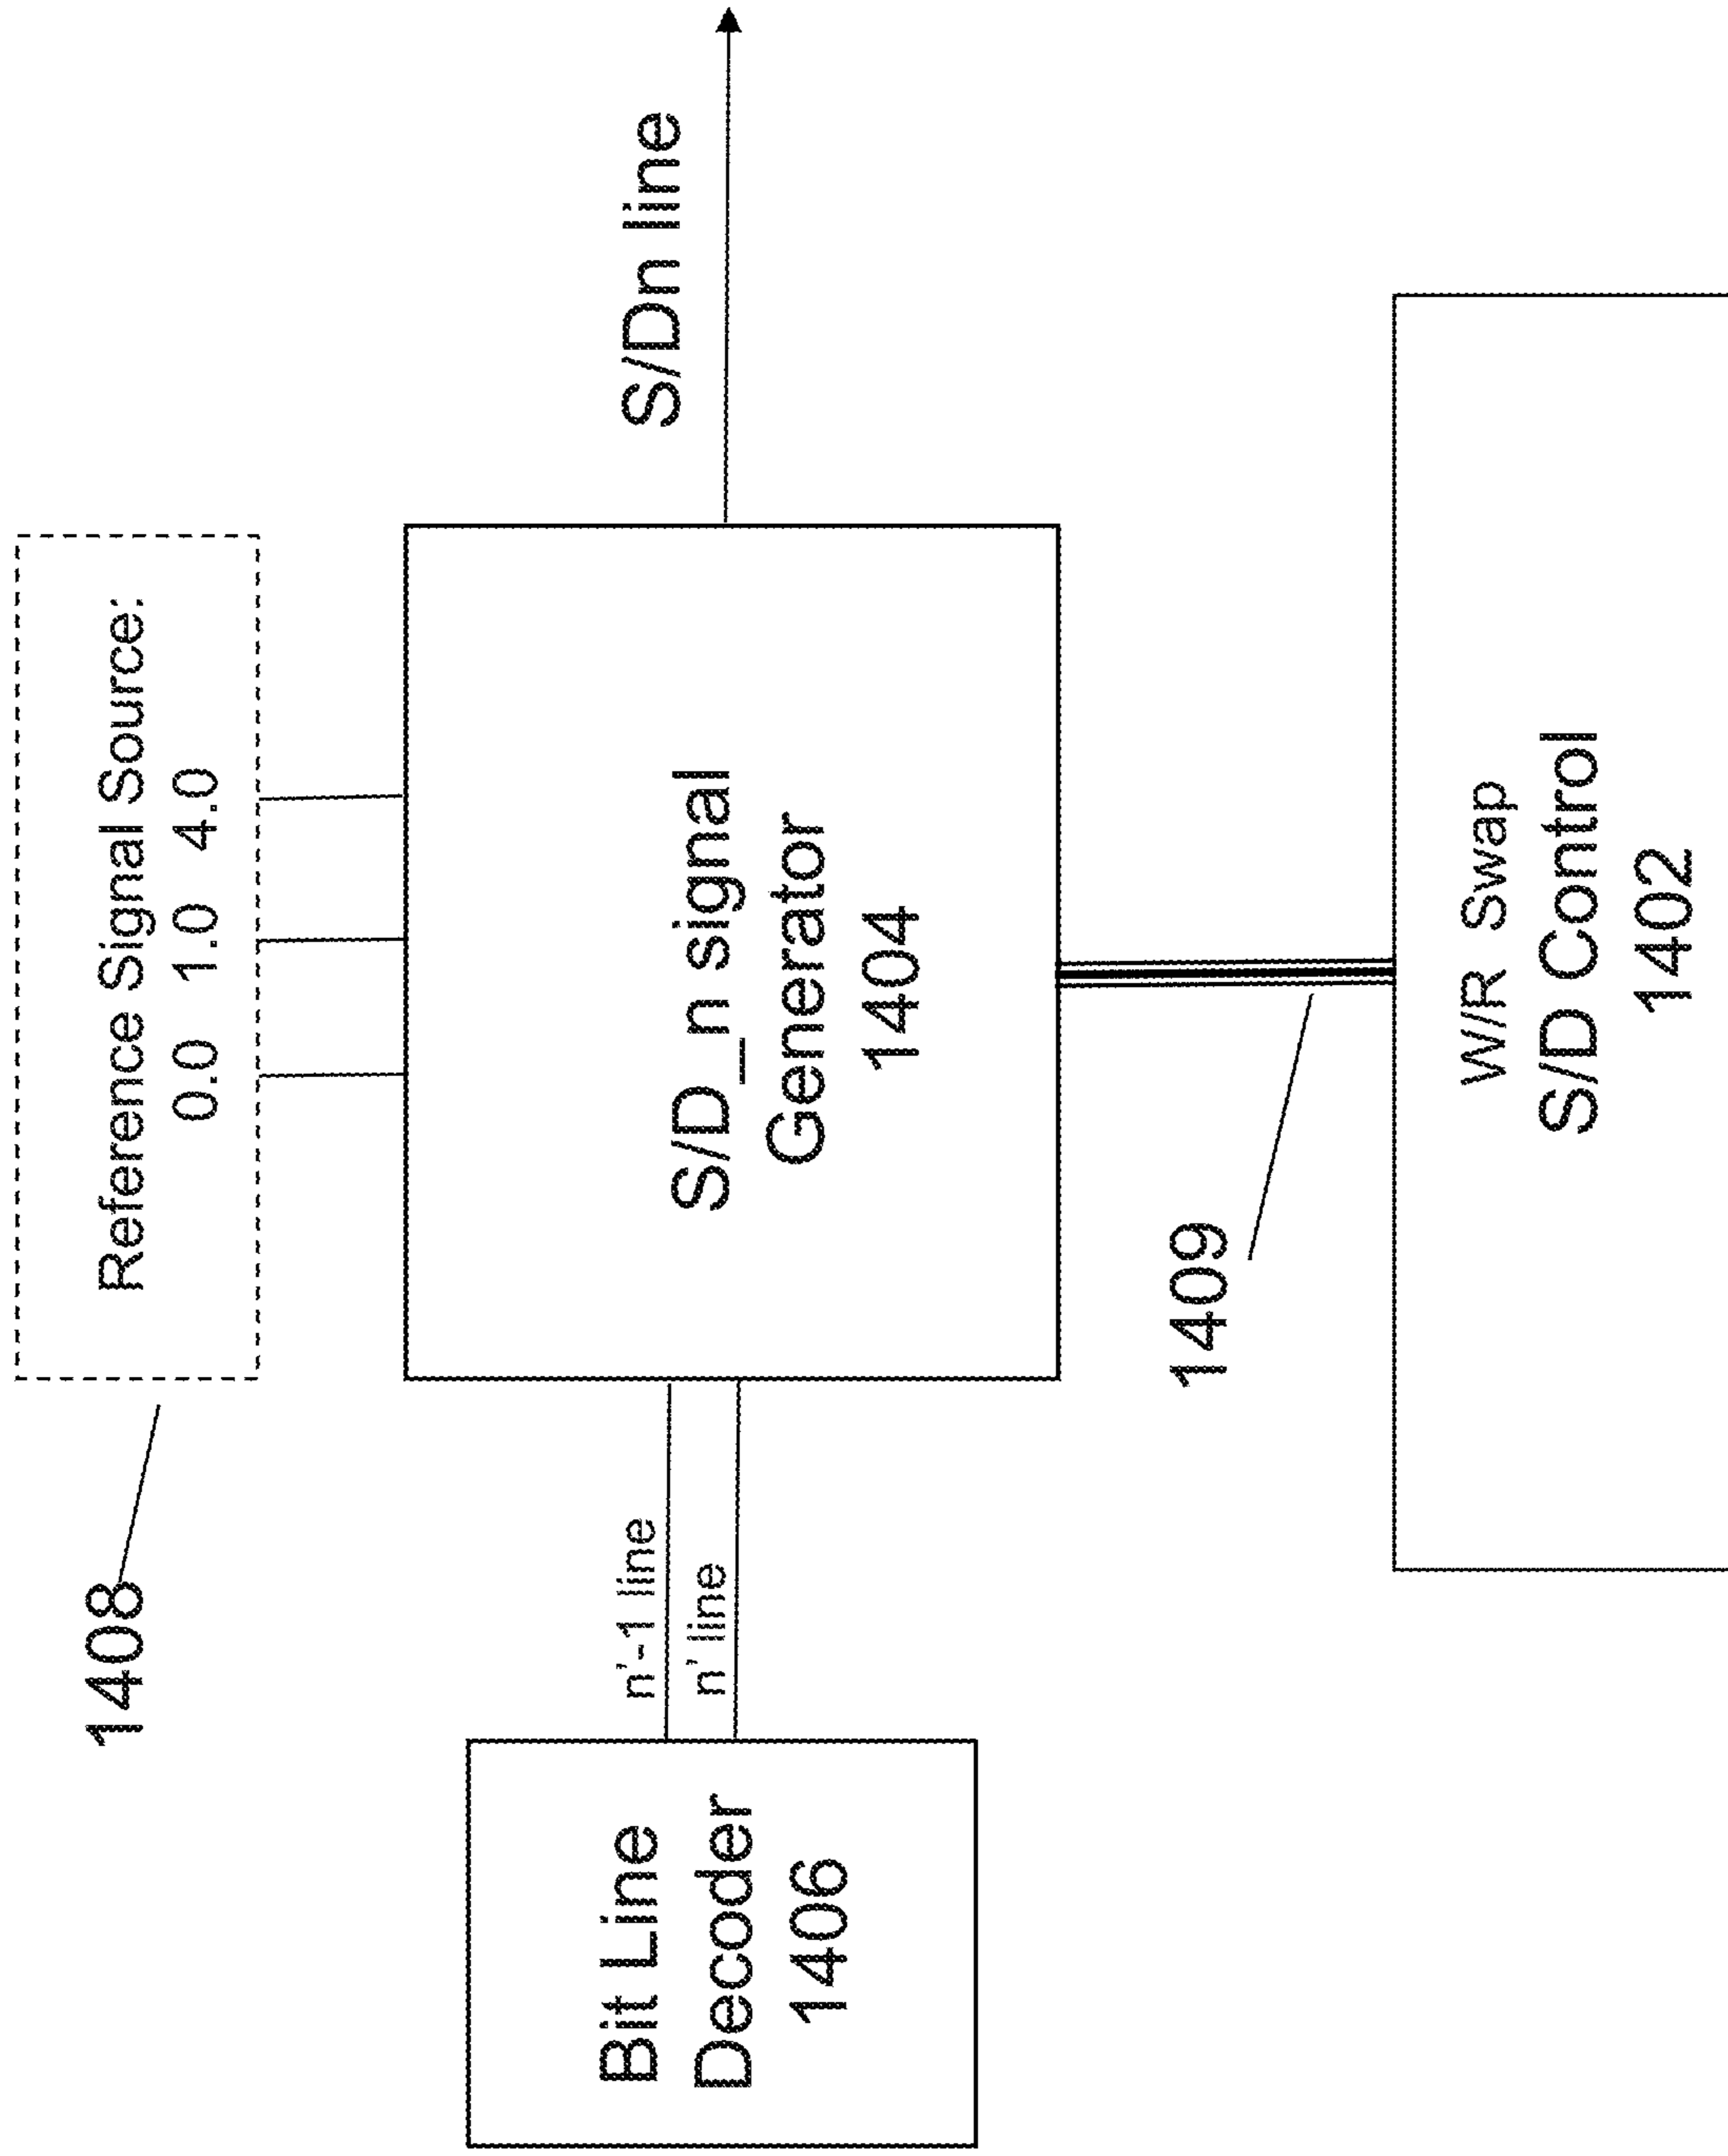 1408
Reference Signal Source:
0.0 1.0 4.0
Bit Line
Decoder
1406
n'-1 line
n' line
S/D_n signal
Generator
1404
S/Dn line
1409
W/R Swap
S/D Control
1402